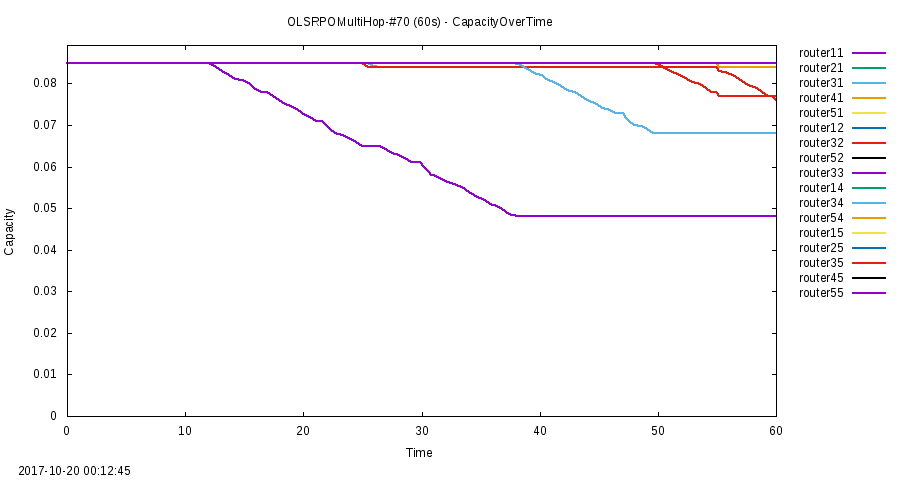 OLSRPOMultiHop-#70 (60s) - CapacityOverTime
router11
router21
router31
router41
router51
router12
router32
router52
router33
router14
router34
router54
router15
router25
router35
router45
router55
0.08
0.07
0.06
0.05
0.04
0.03
0.02
0.01
0
Capacity
0 10 20 30 40 50 60
Time
2017-10-20 00:12:45